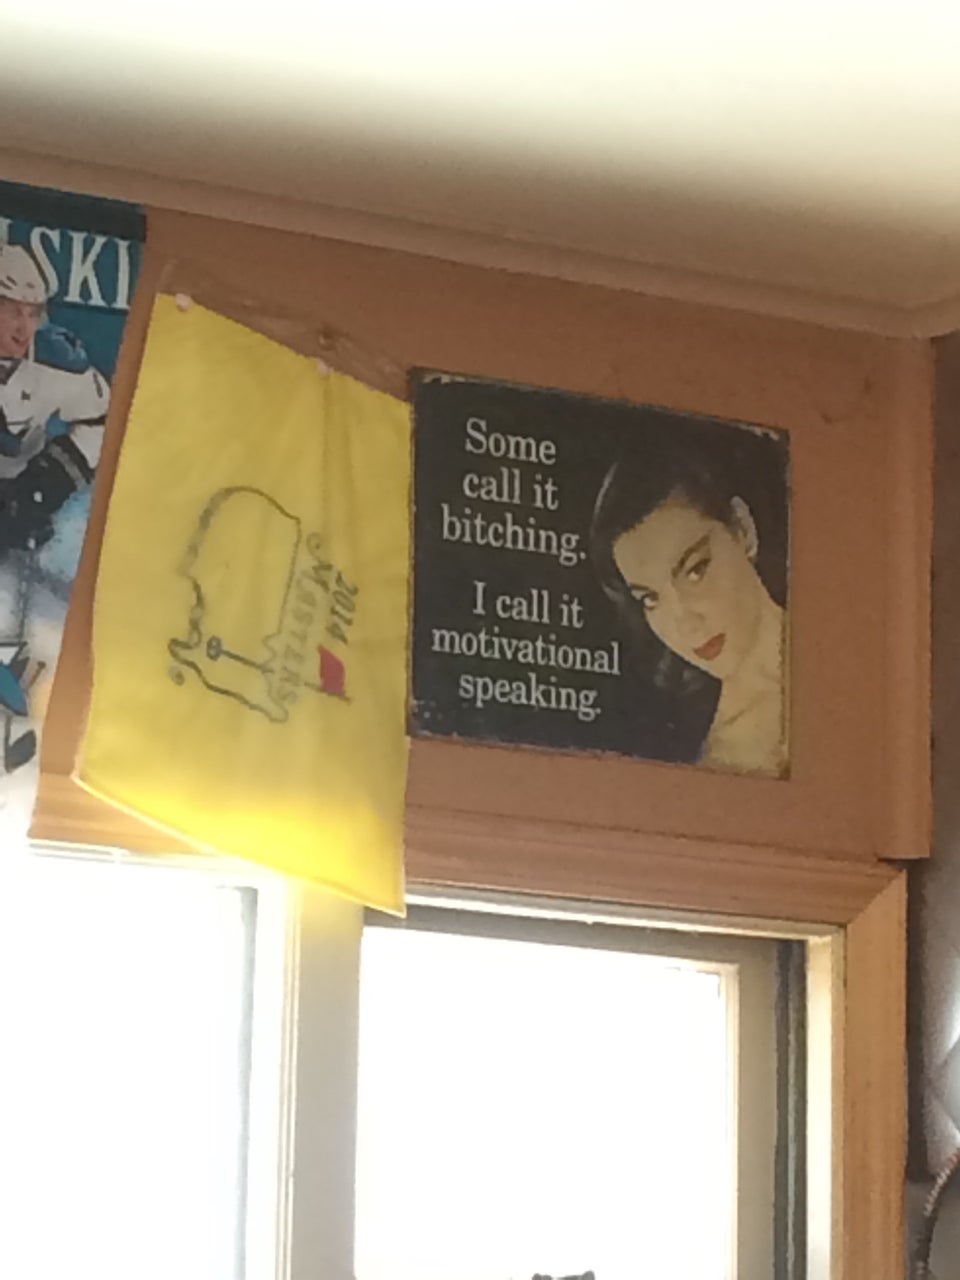 SKI
2014
MASTERS
Some
call it
bitching.
I call it
motivational
speaking.